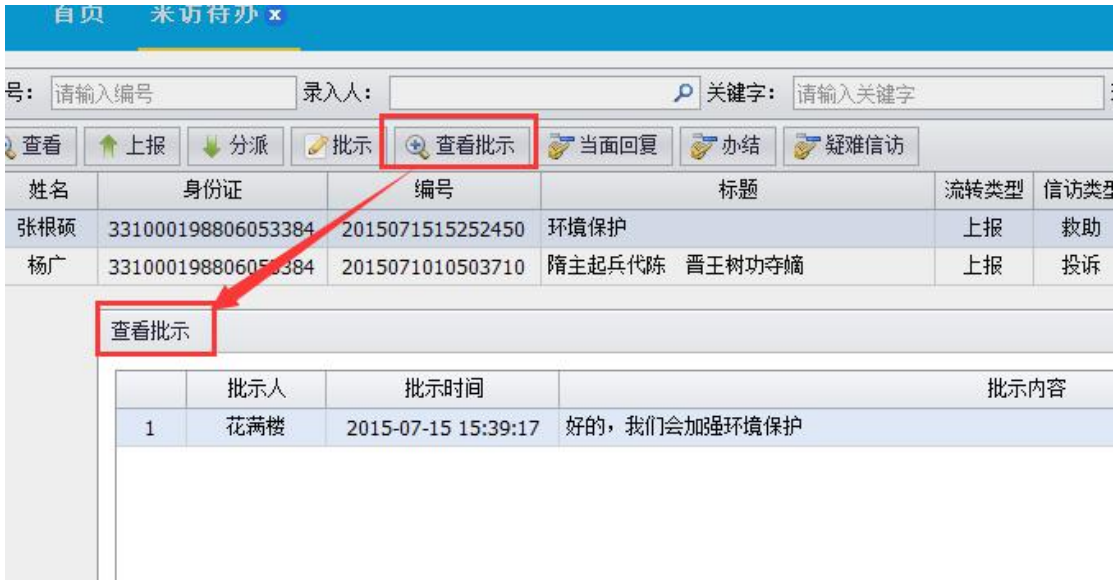 首页 来访待办 x
号: 请输入编号 录入人: 关键字: 请输入关键字
查看 上报 分派 批示 查看批示 当面回复 办结 疑难信访
姓名 身份证 编号 标题 流转类型 信访类型
张根硕 331000198806053384 2015071515252450 环境保护 上报 救助
杨广 331000198806053384 2015071010503710 隋主起兵代陈 晋王树功夺嫡 上报 投诉
查看批示
批示人 批示时间 批示内容
1 花满楼 2015-07-15 15:39:17 好的，我们会加强环境保护